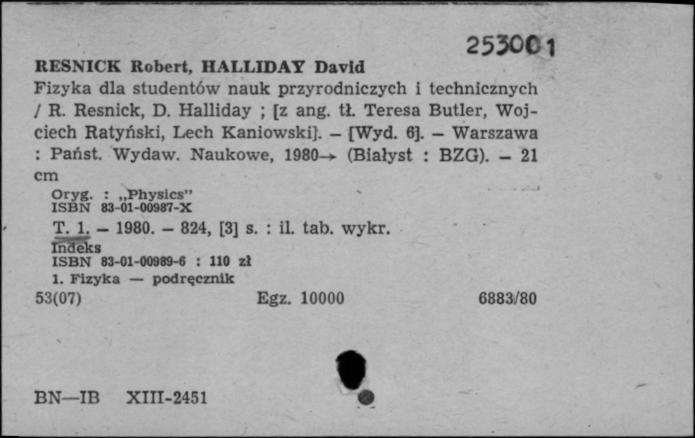 253001
RESNICK Robert, HALLIDAY David
Fizyka dla studentów nauk przyrodniczych i technicznych
/ R. Resnick, D. Halliday ; [z ang. tł. Teresa Butler, Woj-
ciech Ratyński, Lech Kaniowski]. — [Wyd. 6]. — Warszawa
: Państ. Wydaw. Naukowe, 1980→ (Białyst : BZG). — 21
cm
Oryg. : „Physics”
ISBN 83-01-00987-X
T. 1. — 1980. — 824, [3] s. : il. tab. wykr.
Indeks
ISBN 83-01-00989-6 : 110 zł
1. Fizyka — podręcznik
53(07) Egz. 10000 6883/80
BN—IB XIII-2451